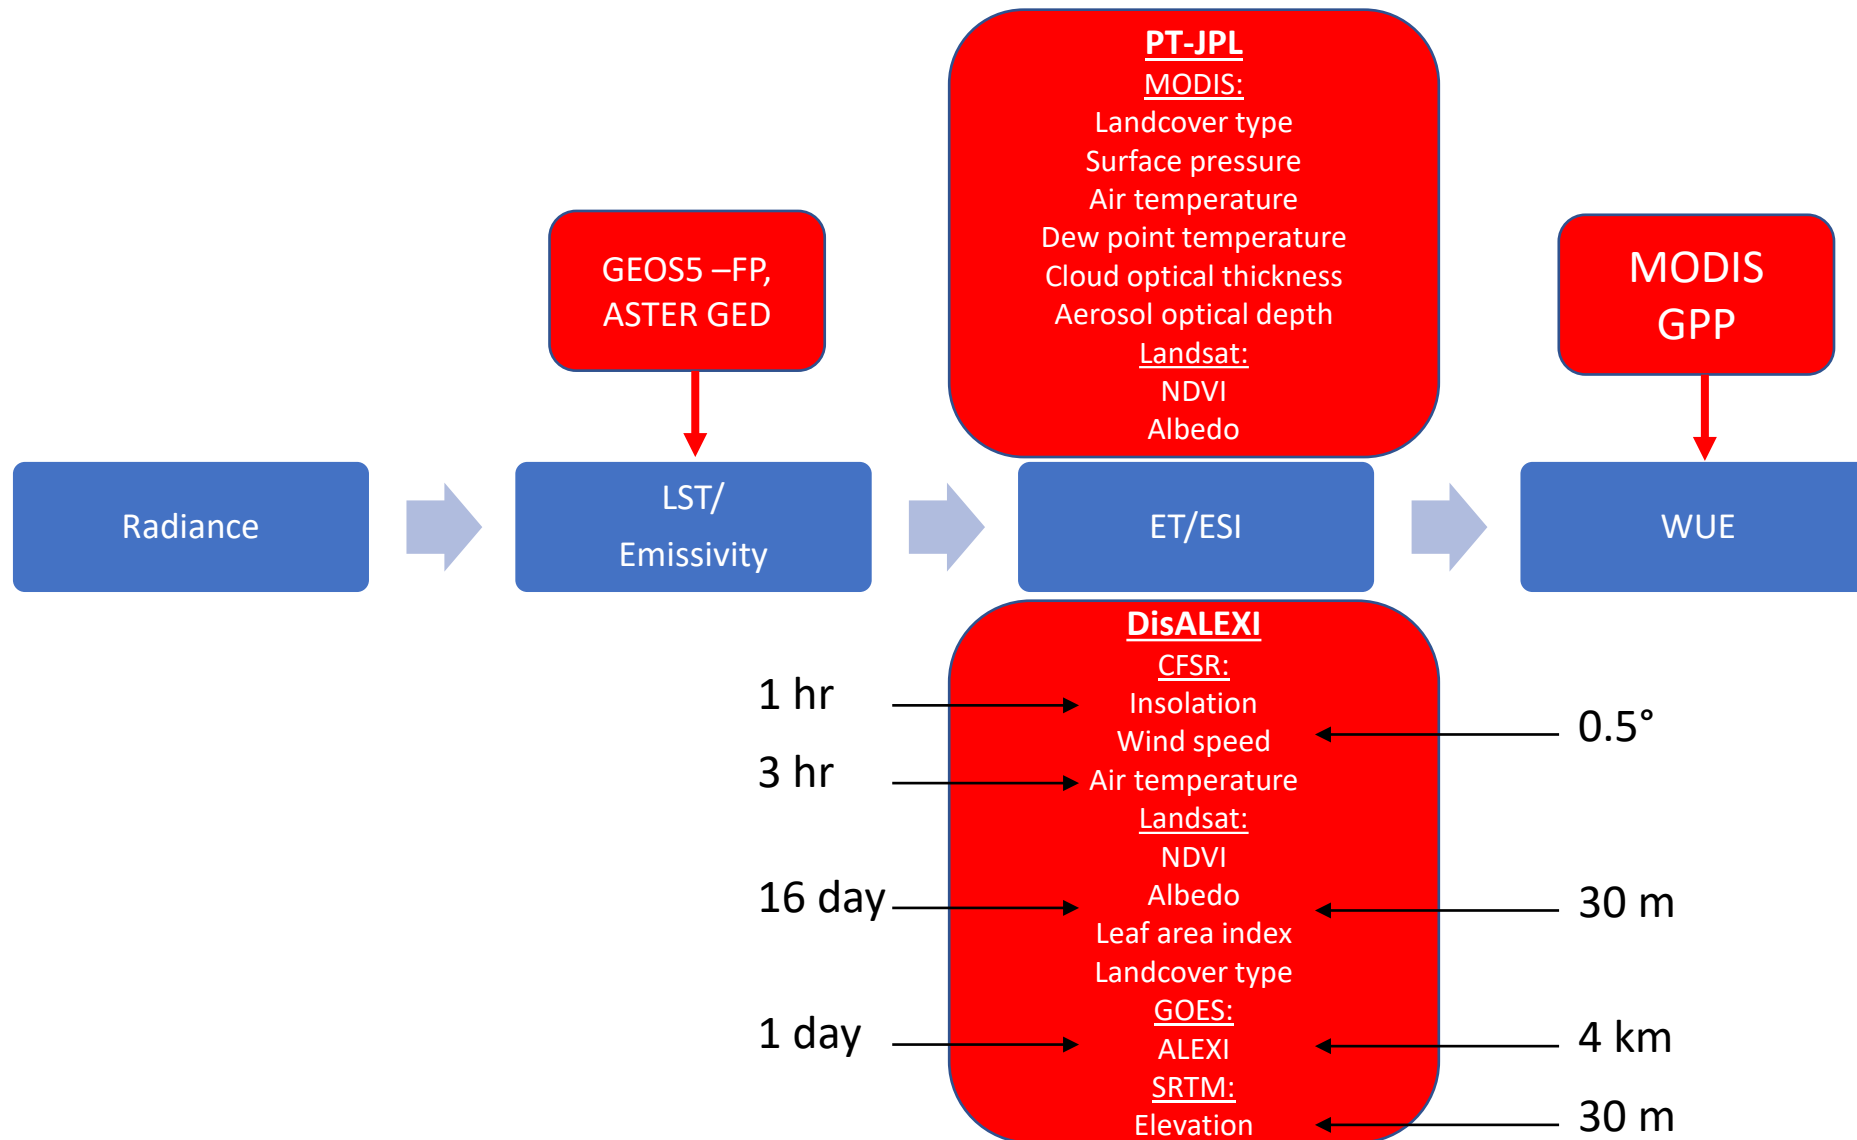 PT-JPL
MODIS:
Landcover type
Surface pressure
Air temperature
Dew point temperature
Cloud optical thickness
Aerosol optical depth
Landsat:
NDVI
Albedo
GEOS5 –FP,
ASTER GED
MODIS
GPP
Radiance
LST/
Emissivity
ET/ESI
WUE
DisALEXI
CFSR:
Insolation
Wind speed
Air temperature
Landsat:
NDVI
Albedo
Leaf area index
Landcover type
GOES:
ALEXI
SRTM:
Elevation
1 hr
3 hr
16 day
1 day
0.5°
30 m
4 km
30 m